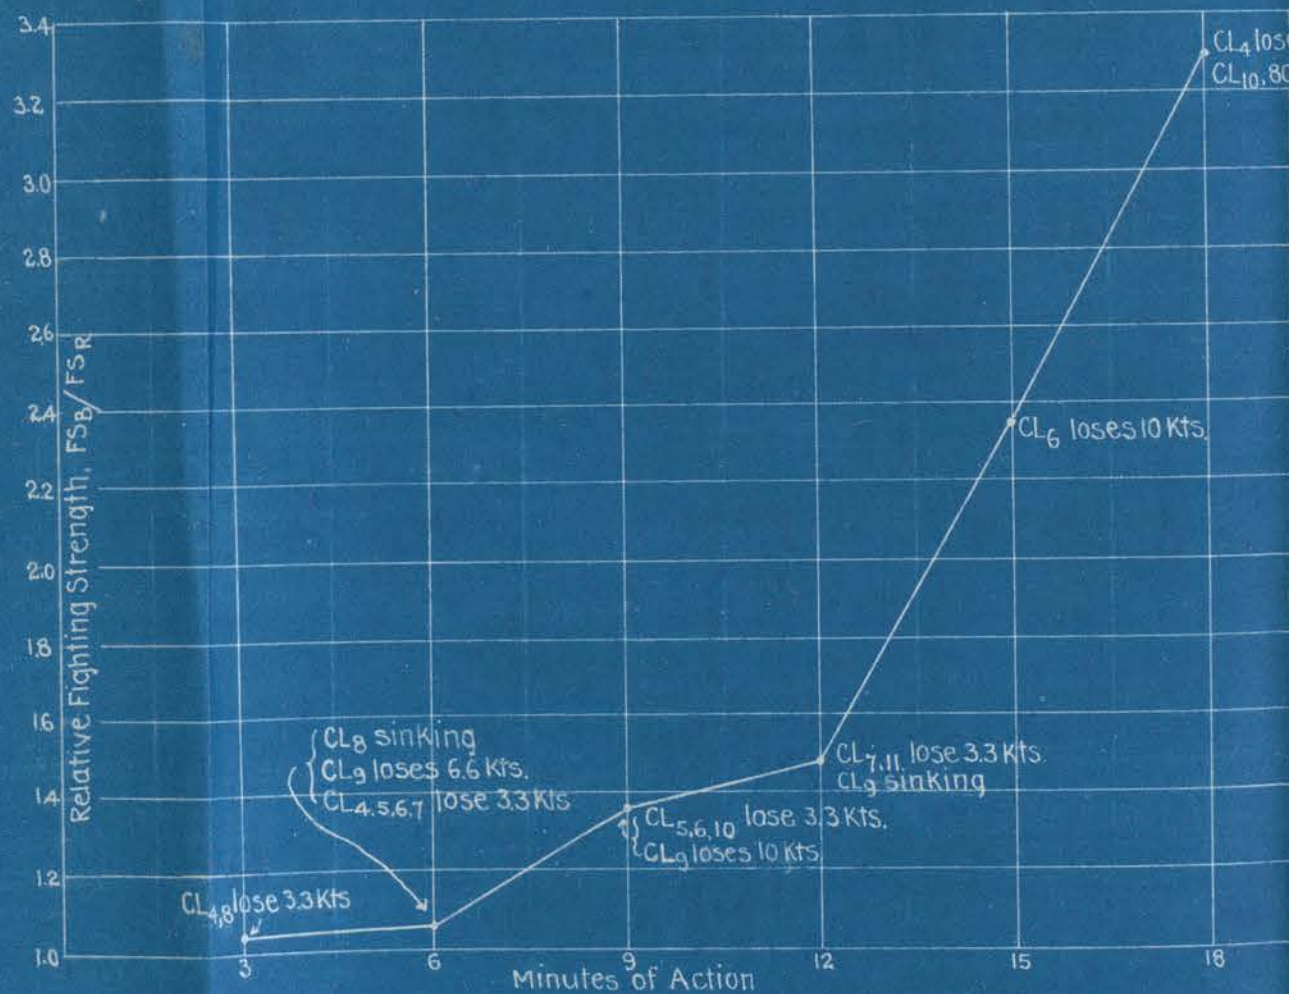 3.4
3.2
3.0
2.8
2.6
2.4
2.2
2.0
1.8
1.6
1.4
1.2
1.0
Relative Fighting Strength, FSB/FSR
CL4 lose
CL10, 80
CL6 loses 10 Kts.
CL8 sinking
CL9 loses 6.6 Kts.
CL4,5,6,7 lose 3.3 Kts
CL7,11, lose 3.3 Kts.
CL9 sinking
CL5,6,10 lose 3.3 Kts.
CL9 loses 10 Kts
CL4,8 lose 3.3 Kts
3 6 9 12 15 18
Minutes of Action